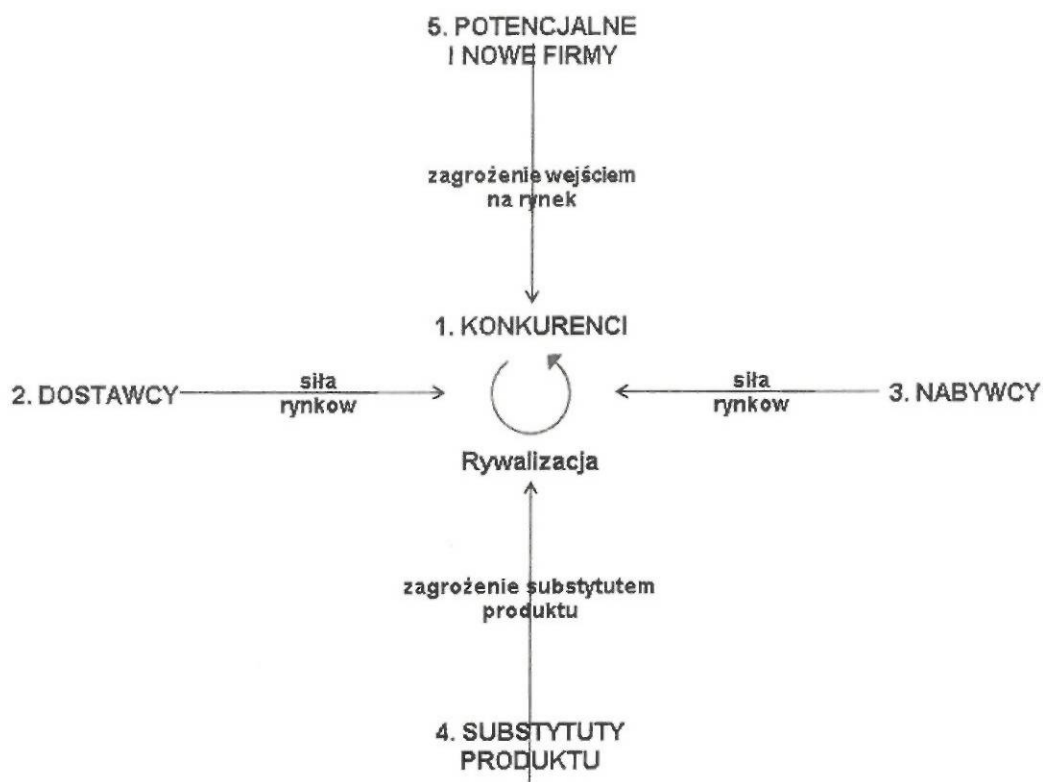 5. POTENCJALNE
I NOWE FIRMY
zagrożenie wejściem
na rynek
1. KONKURENCI
2. DOSTAWCY
siła
rynkow
siła
rynkow
3. NABYWCY
Rywalizacja
zagrożenie substytutem
produktu
4. SUBSTYTUTY
PRODUKTU